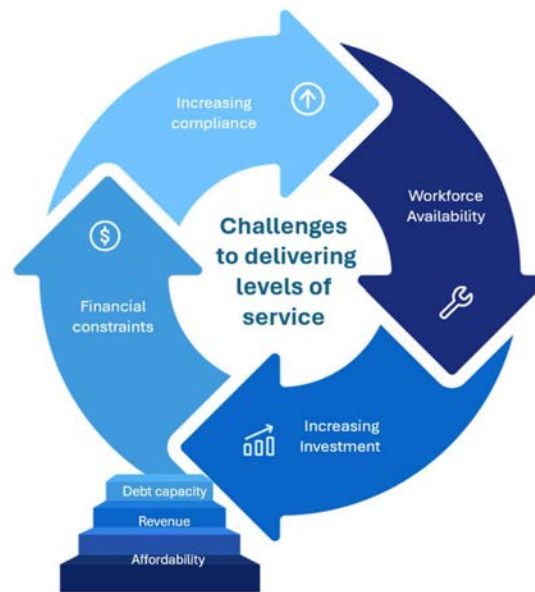 Increasing
compliance
Workforce
Availability
Challenges
to delivering
levels of
service
$
Financial
constraints
Increasing
Investment
Debt capacity
Revenue
Affordability